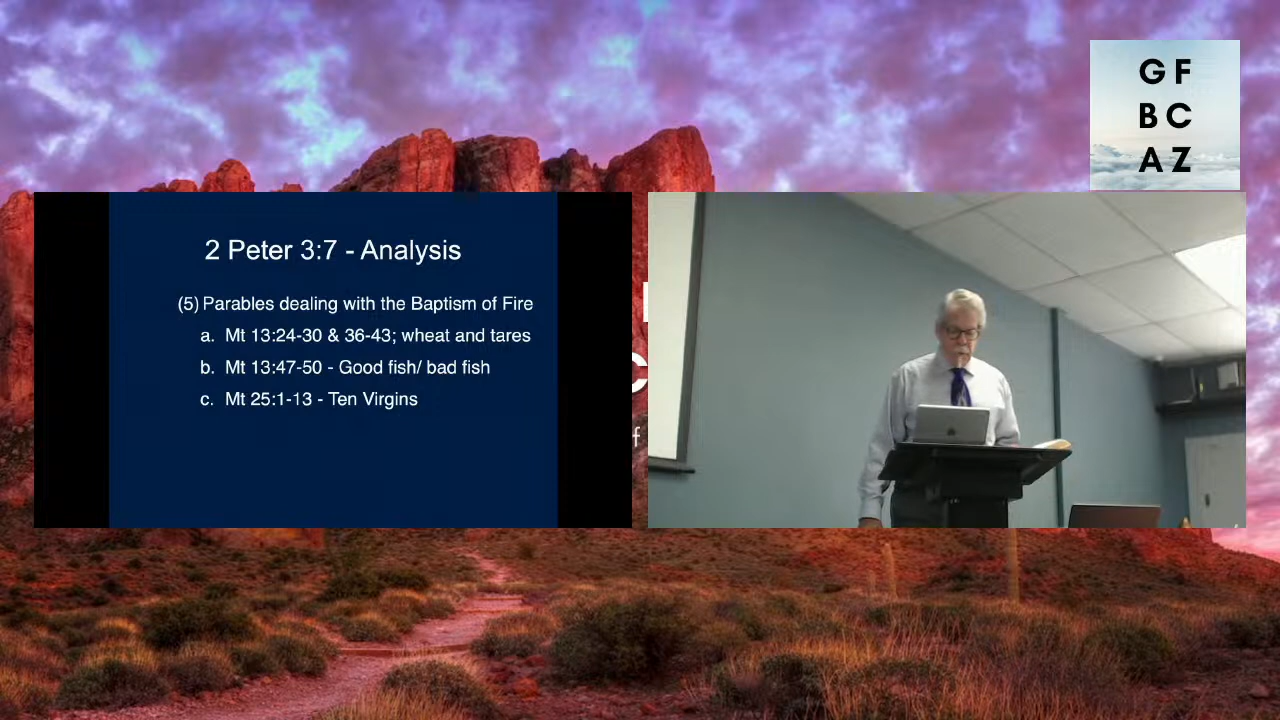 G F
B C
A Z
2 Peter 3:7 - Analysis
(5) Parables dealing with the Baptism of Fire
a. Mt 13:24-30 & 36-43; wheat and tares
b. Mt 13:47-50 - Good fish/ bad fish
c. Mt 25:1-13 - Ten Virgins